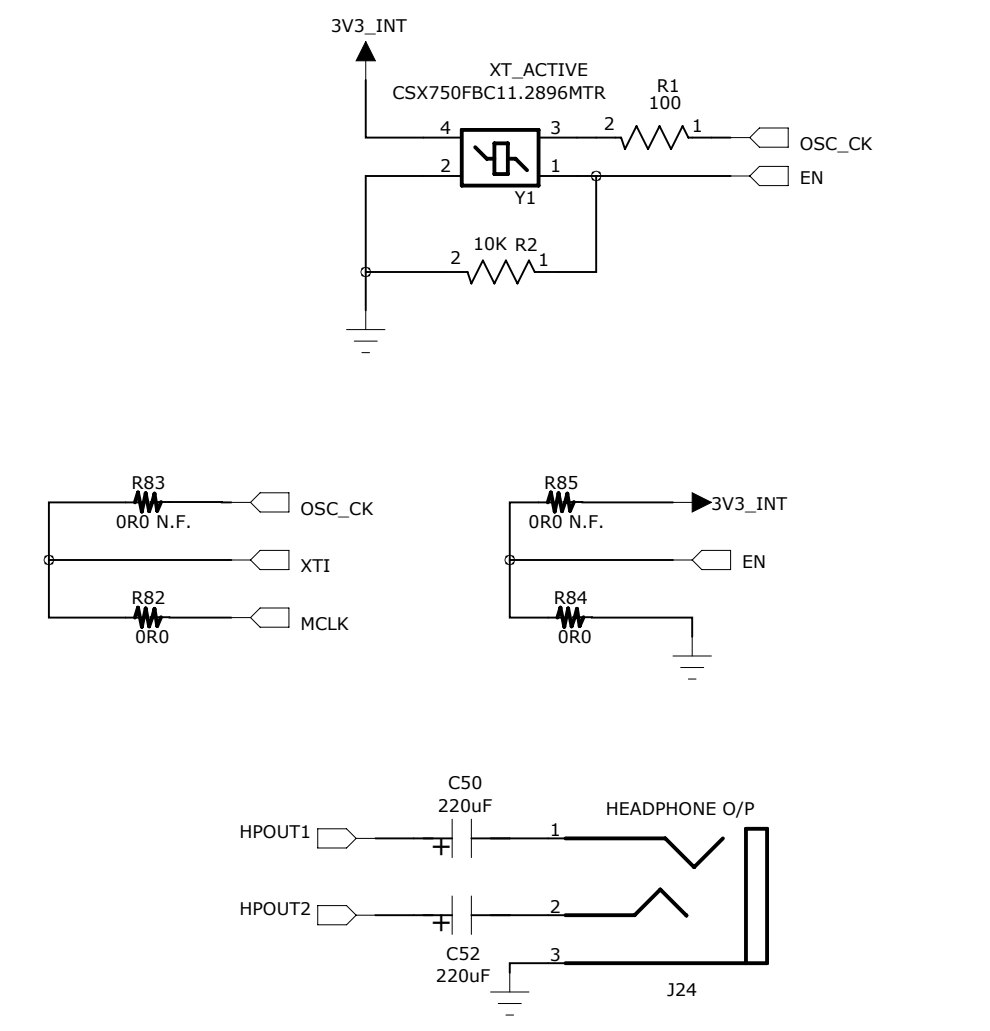 3V3_INT
XT_ACTIVE
CSX750FBC11.2896MTR
R1
100
4
3
2
1
OSC_CK
2
1
EN
Y1
2
10K
R2
1
R83
0R0 N.F.
OSC_CK
XTI
R82
0R0
MCLK
R85
0R0 N.F.
3V3_INT
EN
R84
0R0
C50
220uF
HEADPHONE O/P
HPOUT1
+
1
HPOUT2
+
2
C52
220uF
3
J24